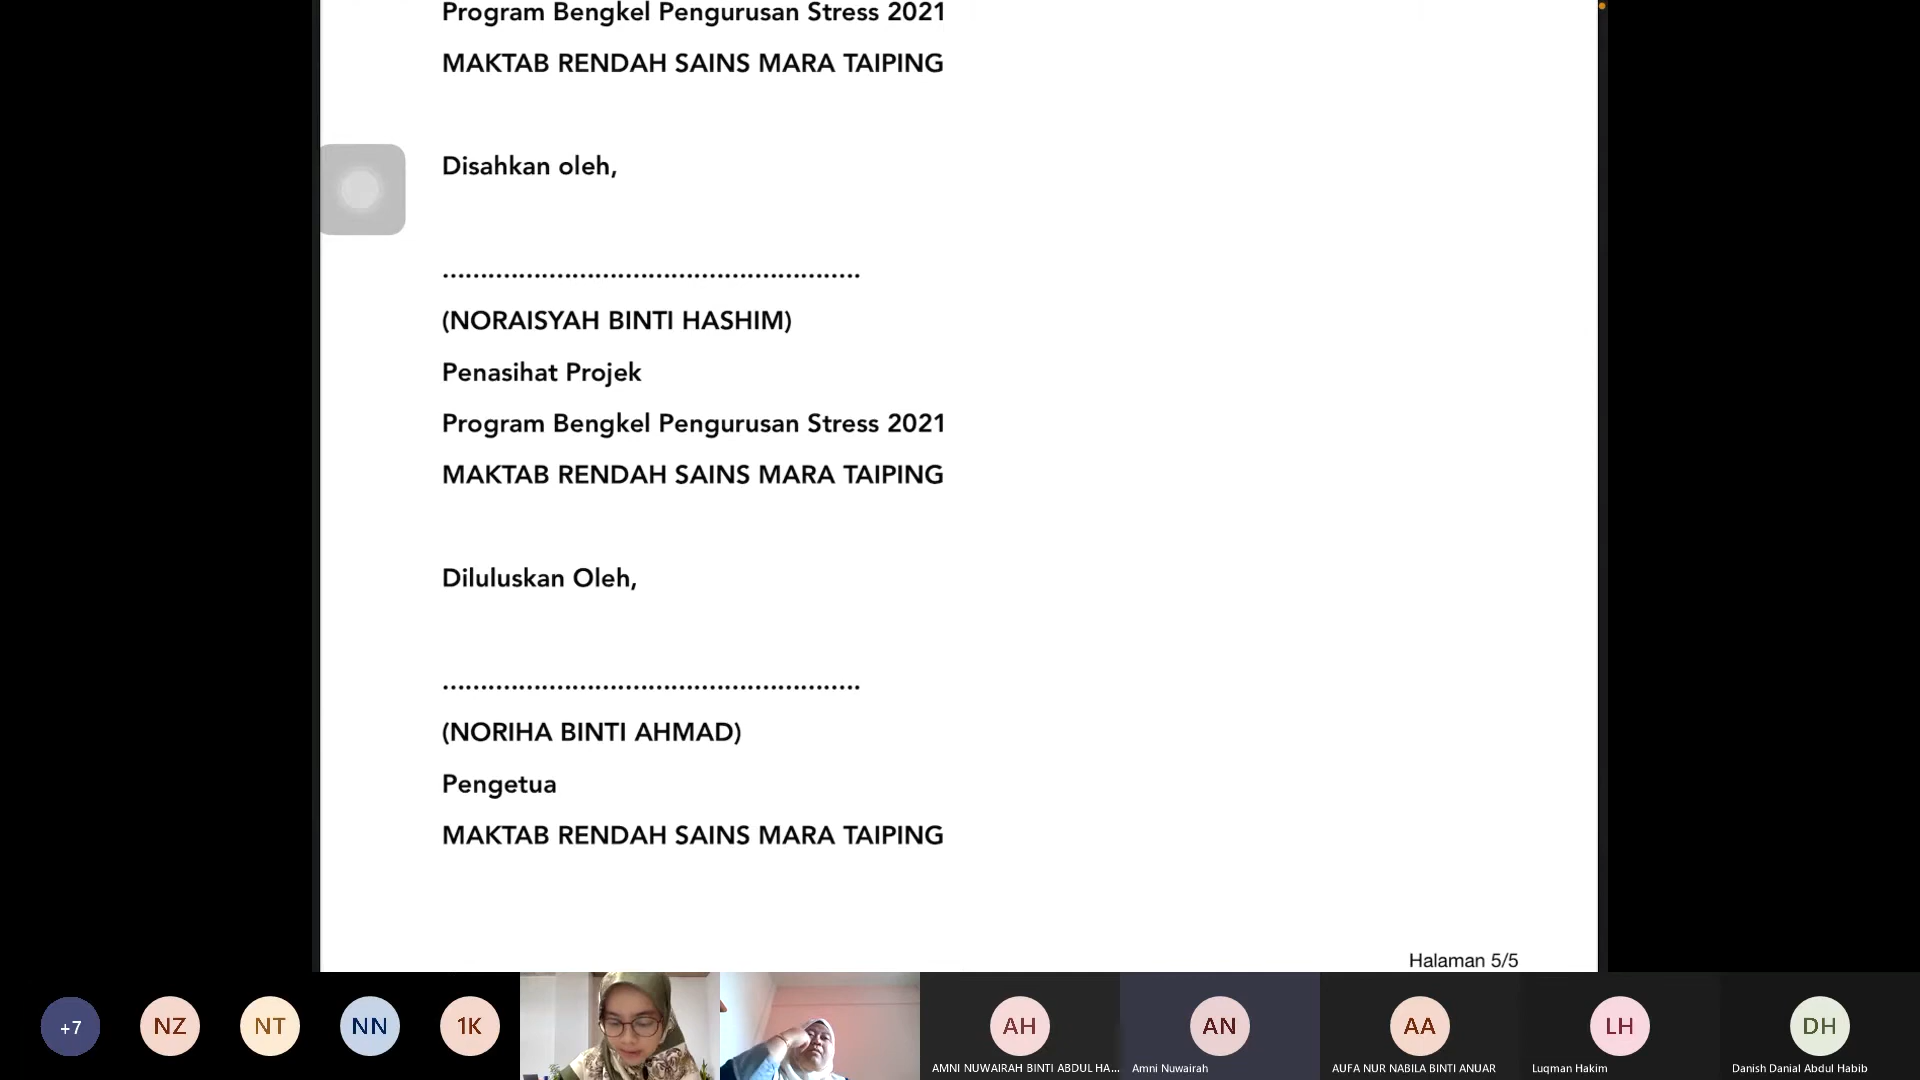 Program Bengkel Pengurusan Stress 2021
MAKTAB RENDAH SAINS MARA TAIPING
Disahkan oleh,
.......................................................
(NORAISYAH BINTI HASHIM)
Penasihat Projek
Program Bengkel Pengurusan Stress 2021
MAKTAB RENDAH SAINS MARA TAIPING
Diluluskan Oleh,
.......................................................
(NORIHA BINTI AHMAD)
Pengetua
MAKTAB RENDAH SAINS MARA TAIPING
Halaman 5/5
+7
NZ
NT
NN
1K
AH
AN
AA
LH
DH
AMNI NUWAIRAH BINTI ABDUL HA...
Amni Nuwairah
AUFA NUR NABILA BINTI ANUAR
Luqman Hakim
Danish Danial Abdul Habib